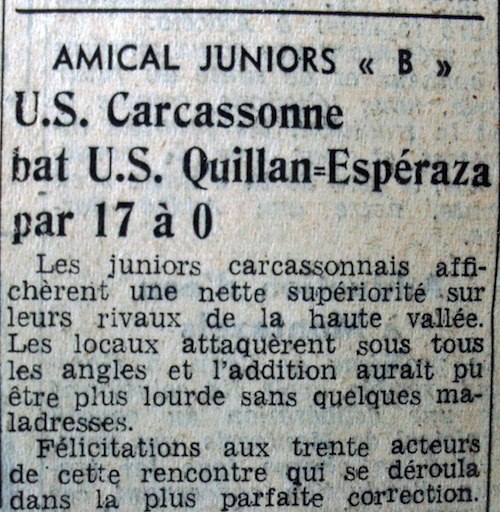 AMICAL JUNIORS « B »
U.S. Carcassonne
bat U.S. Quillan=Espéraza
par 17 à 0
Les juniors carcassonnais affi-
chèrent une nette supériorité sur
leurs rivaux de la haute vallée.
Les locaux attaquèrent sous tous
les angles et l'addition aurait pu
être plus lourde sans quelques ma-
ladresses.
Félicitations aux trente acteurs
de cette rencontre qui se déroula
dans la plus parfaite correction.